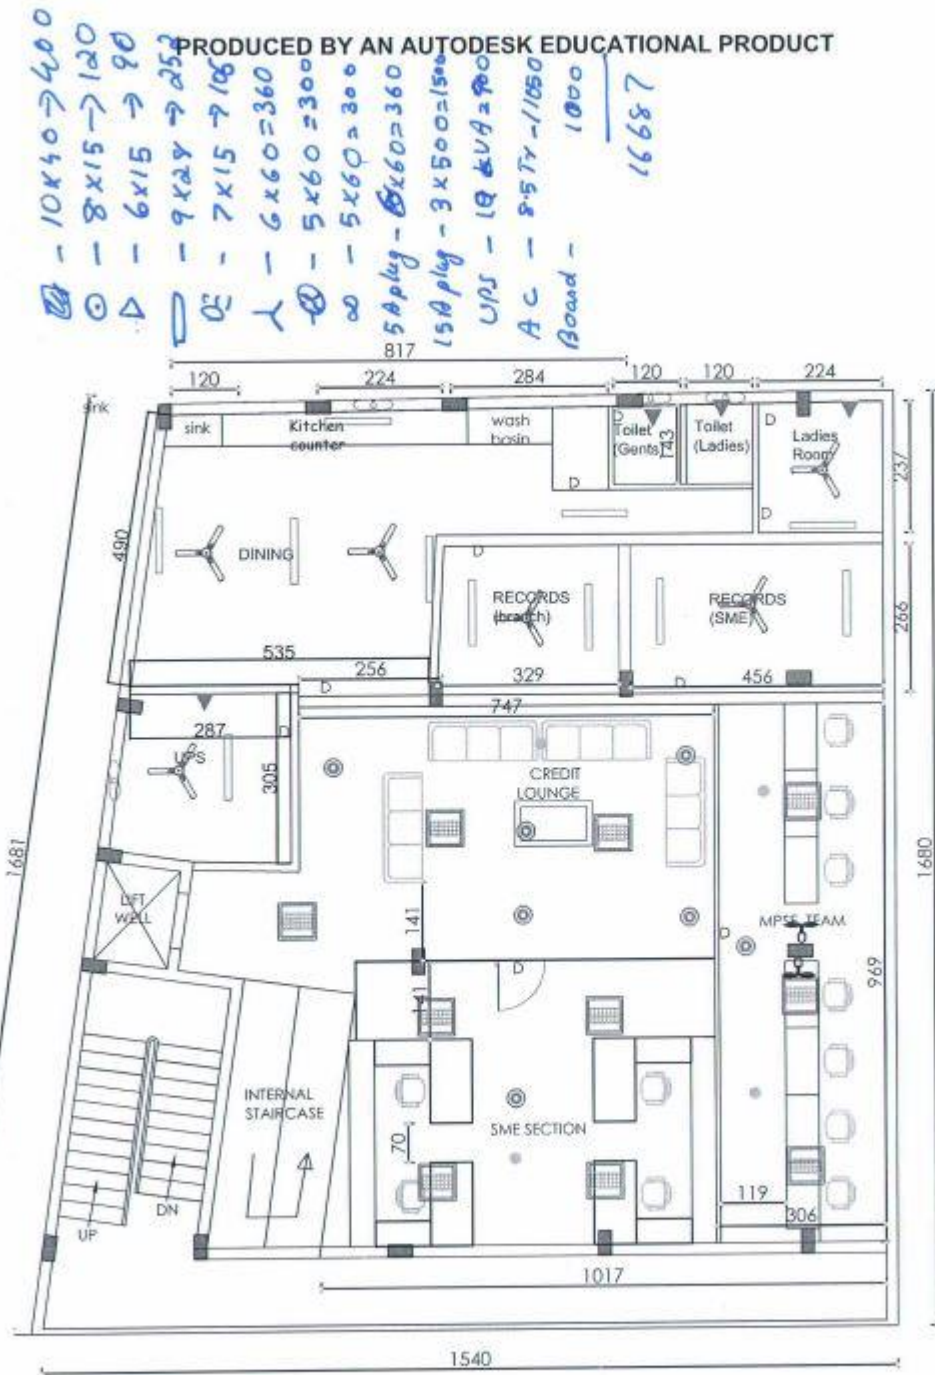 PRODUCED BY AN AUTODESK EDUCATIONAL PRODUCT
- 10x40 → 400
- 8x15 → 120
- 6x15 → 90
- 9x28 → 252
- 7x15 → 105
- 6x60=360
- 5x60=300
- 5x60=300
5A plug - 6x60=360
15A plug - 3x500=1500
UPS - 10 kVA=900
AC - 8.5Tr - 11050
Board - 1000
16687
817
120 224 284 120 120 224
sink
sink
Kitchen
counter
wash
basin
Toilet
(Gents)
143
Toilet
(Ladies)
Ladies
Room
D
D
D
D
237
490
DINING
D
RECORDS
(branch)
RECORDS
(SME)
266
535
256
329
456
D
D
747
287
UPS
D
305
CREDIT
LOUNGE
1681
1680
LIFT
WELL
141
MPSE TEAM
D
D
969
141
INTERNAL
STAIRCASE
SME SECTION
70
UP
DN
119
306
1017
1540